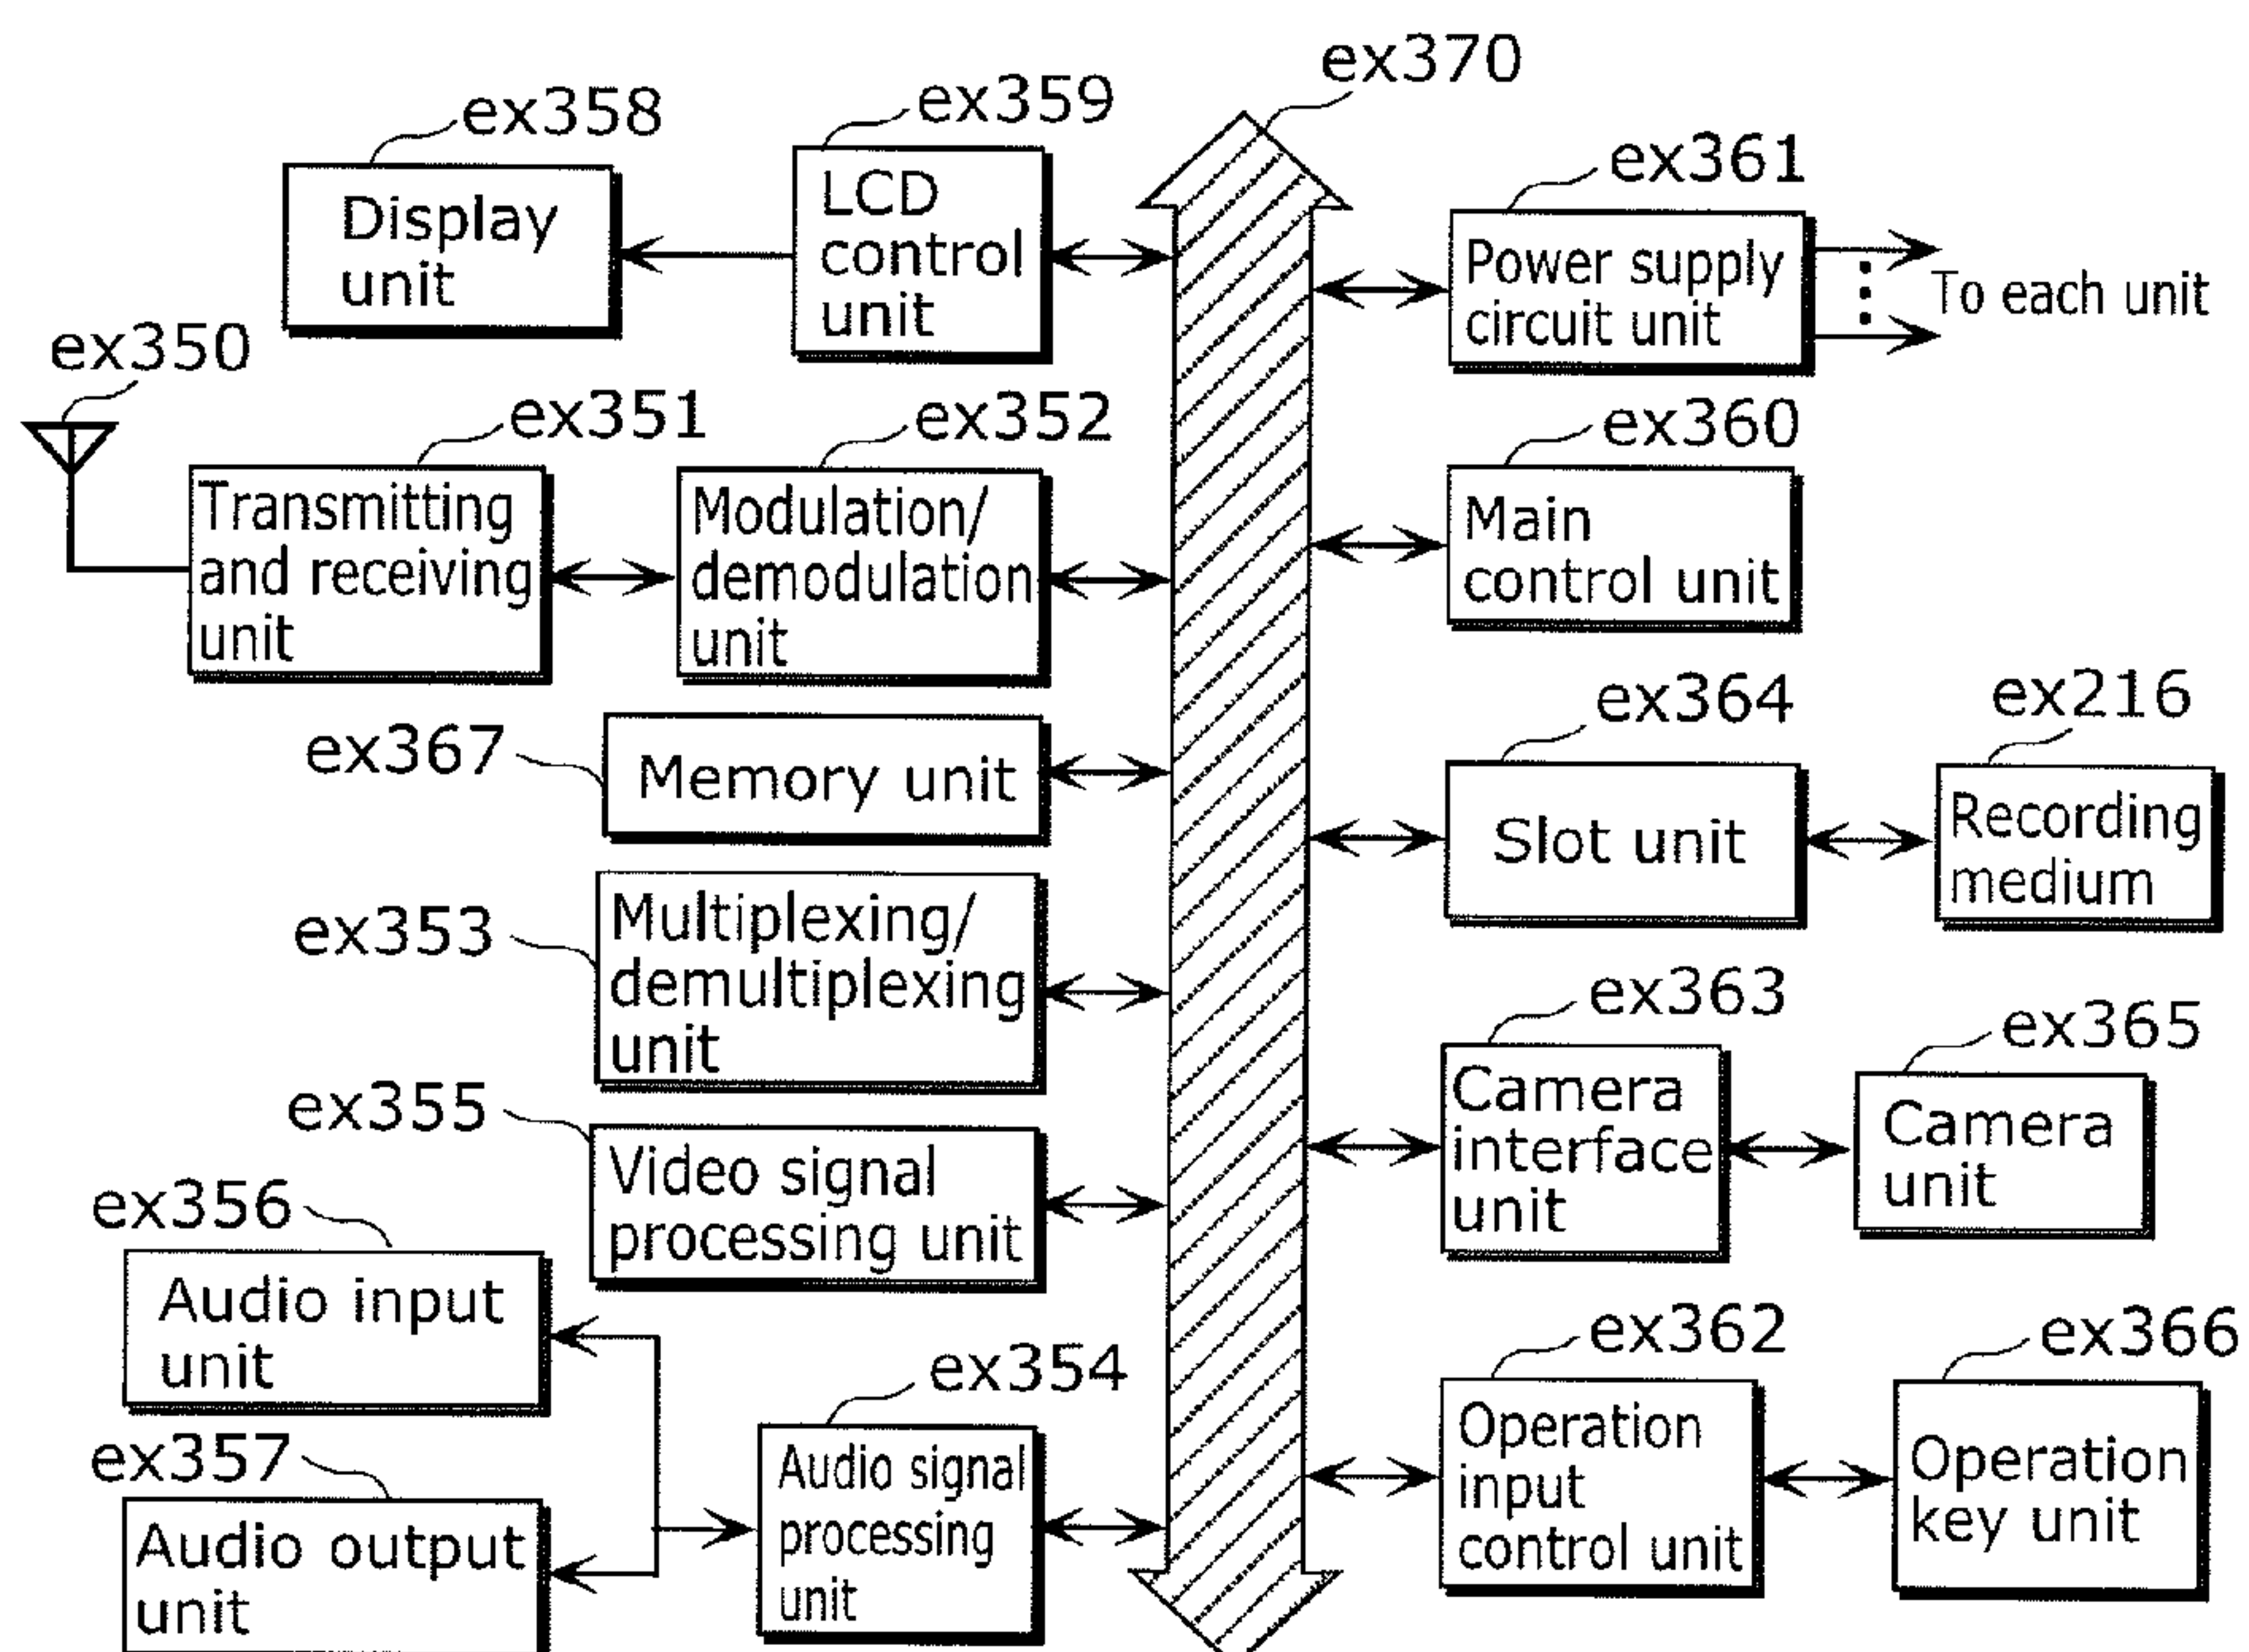 ex370
ex358
ex359
ex361
Display
unit
LCD
control
unit
Power supply
circuit unit
To each unit
ex350
ex351
ex352
ex360
Transmitting
and receiving
unit
Modulation/
demodulation
unit
Main
control unit
ex367
Memory unit
ex364
ex216
Slot unit
Recording
medium
ex353
Multiplexing/
demultiplexing
unit
ex363
ex365
Camera
interface
unit
Camera
unit
ex355
Video signal
processing unit
ex356
Audio input
unit
ex362
ex366
ex354
Operation
input
control unit
Operation
key unit
ex357
Audio output
unit
Audio signal
processing
unit